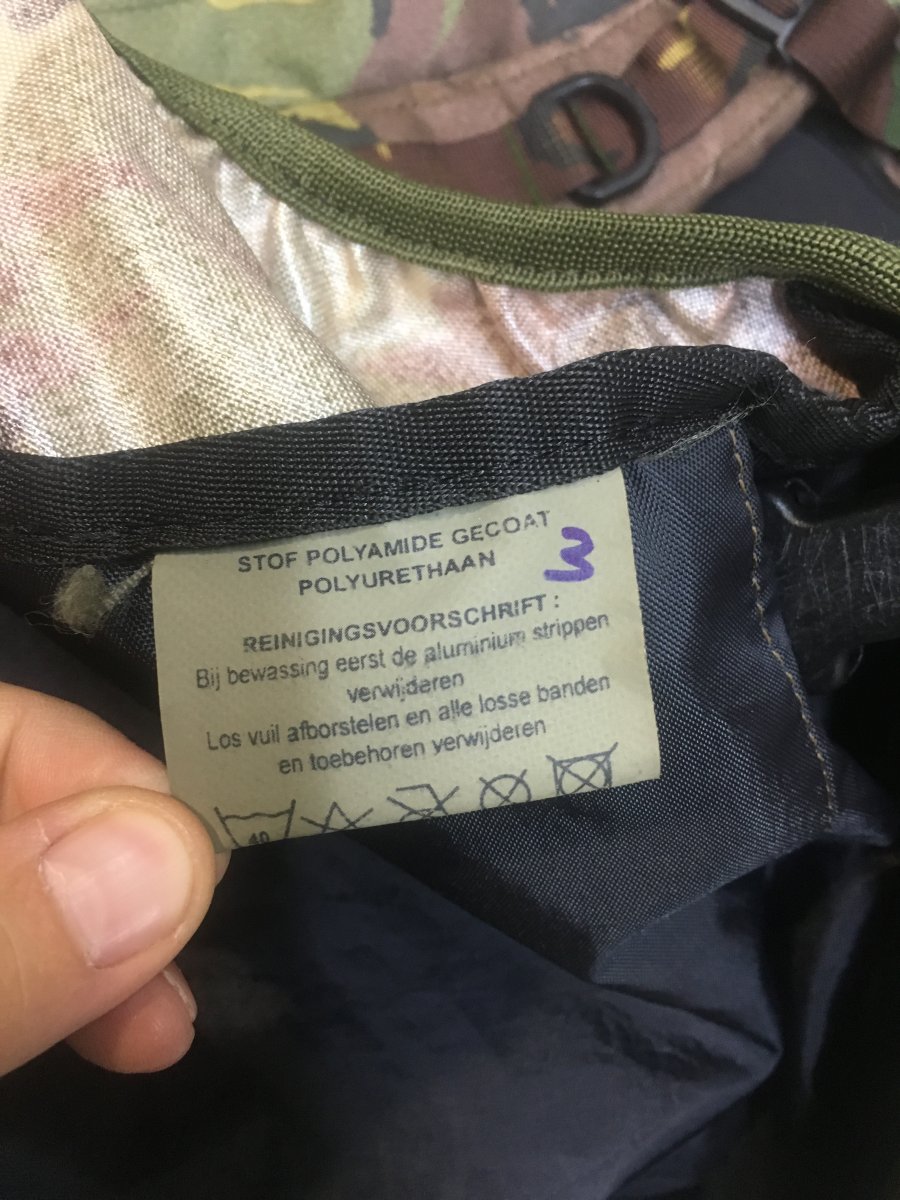 STOF POLYAMIDE GECOAT
POLYURETHAAN
3
REINIGINGSVOORSCHRIFT :
Bij bewassing eerst de aluminium strippen
verwijderen
Los vuil afborstelen en alle losse banden
en toebehoren verwijderen
40